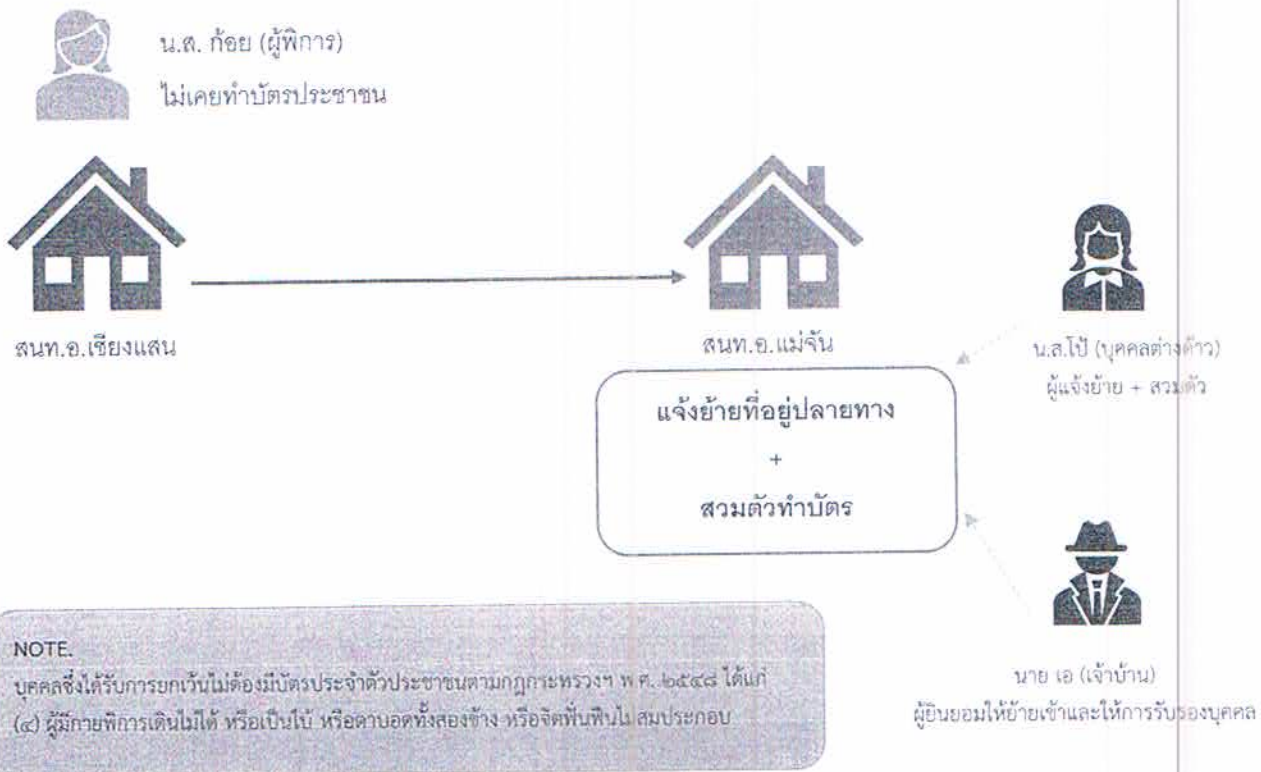 น.ส. ก้อย (ผู้พิการ)
ไม่เคยทำบัตรประชาชน
สนท.อ.เชียงแสน
สนท.อ.แม่จัน
น.ส.โป้ (บุคคลต่างด้าว)
ผู้แจ้งย้าย + สวมตัว
แจ้งย้ายที่อยู่ปลายทาง
+
สวมตัวทำบัตร
นาย เอ (เจ้าบ้าน)
ผู้ยินยอมให้ย้ายเข้าและให้การรับรองบุคคล
NOTE.
บุคคลซึ่งได้รับการยกเว้นไม่ต้องมีบัตรประจำตัวประชาชนตามกฎกระทรวงฯ พ.ศ. ๒๕๔๘ ได้แก่
(๔) ผู้มีกายพิการเดินไม่ได้ หรือเป็นใบ้ หรือตาบอดทั้งสองข้าง หรือจิตฟั่นฟือนไม่สมประกอบ